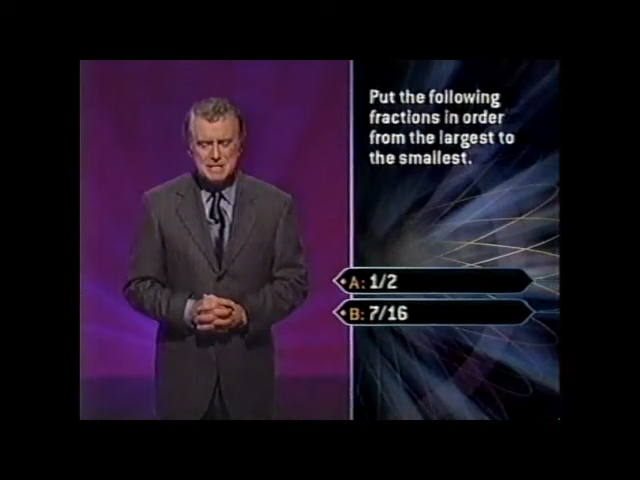 Put the following
fractions in order
from the largest to
the smallest.
A: 1/2
B: 7/16